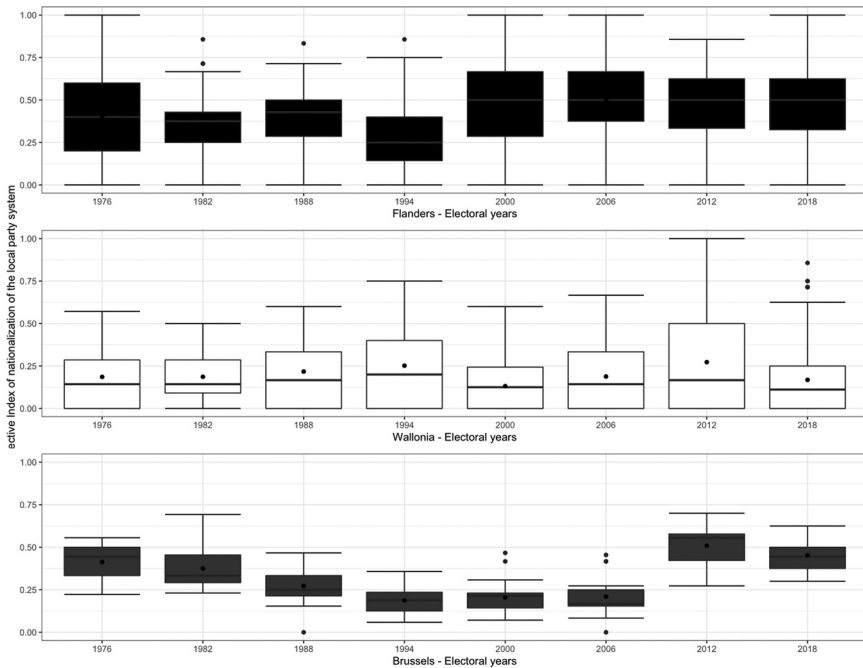 ective Index of nationalization of the local party system
1.00
0.75
0.50
0.25
0.00
1976 1982 1988 1994 2000 2006 2012 2018
Flanders - Electoral years
1.00
0.75
0.50
0.25
0.00
1976 1982 1988 1994 2000 2006 2012 2018
Wallonia - Electoral years
1.00
0.75
0.50
0.25
0.00
1976 1982 1988 1994 2000 2006 2012 2018
Brussels - Electoral years